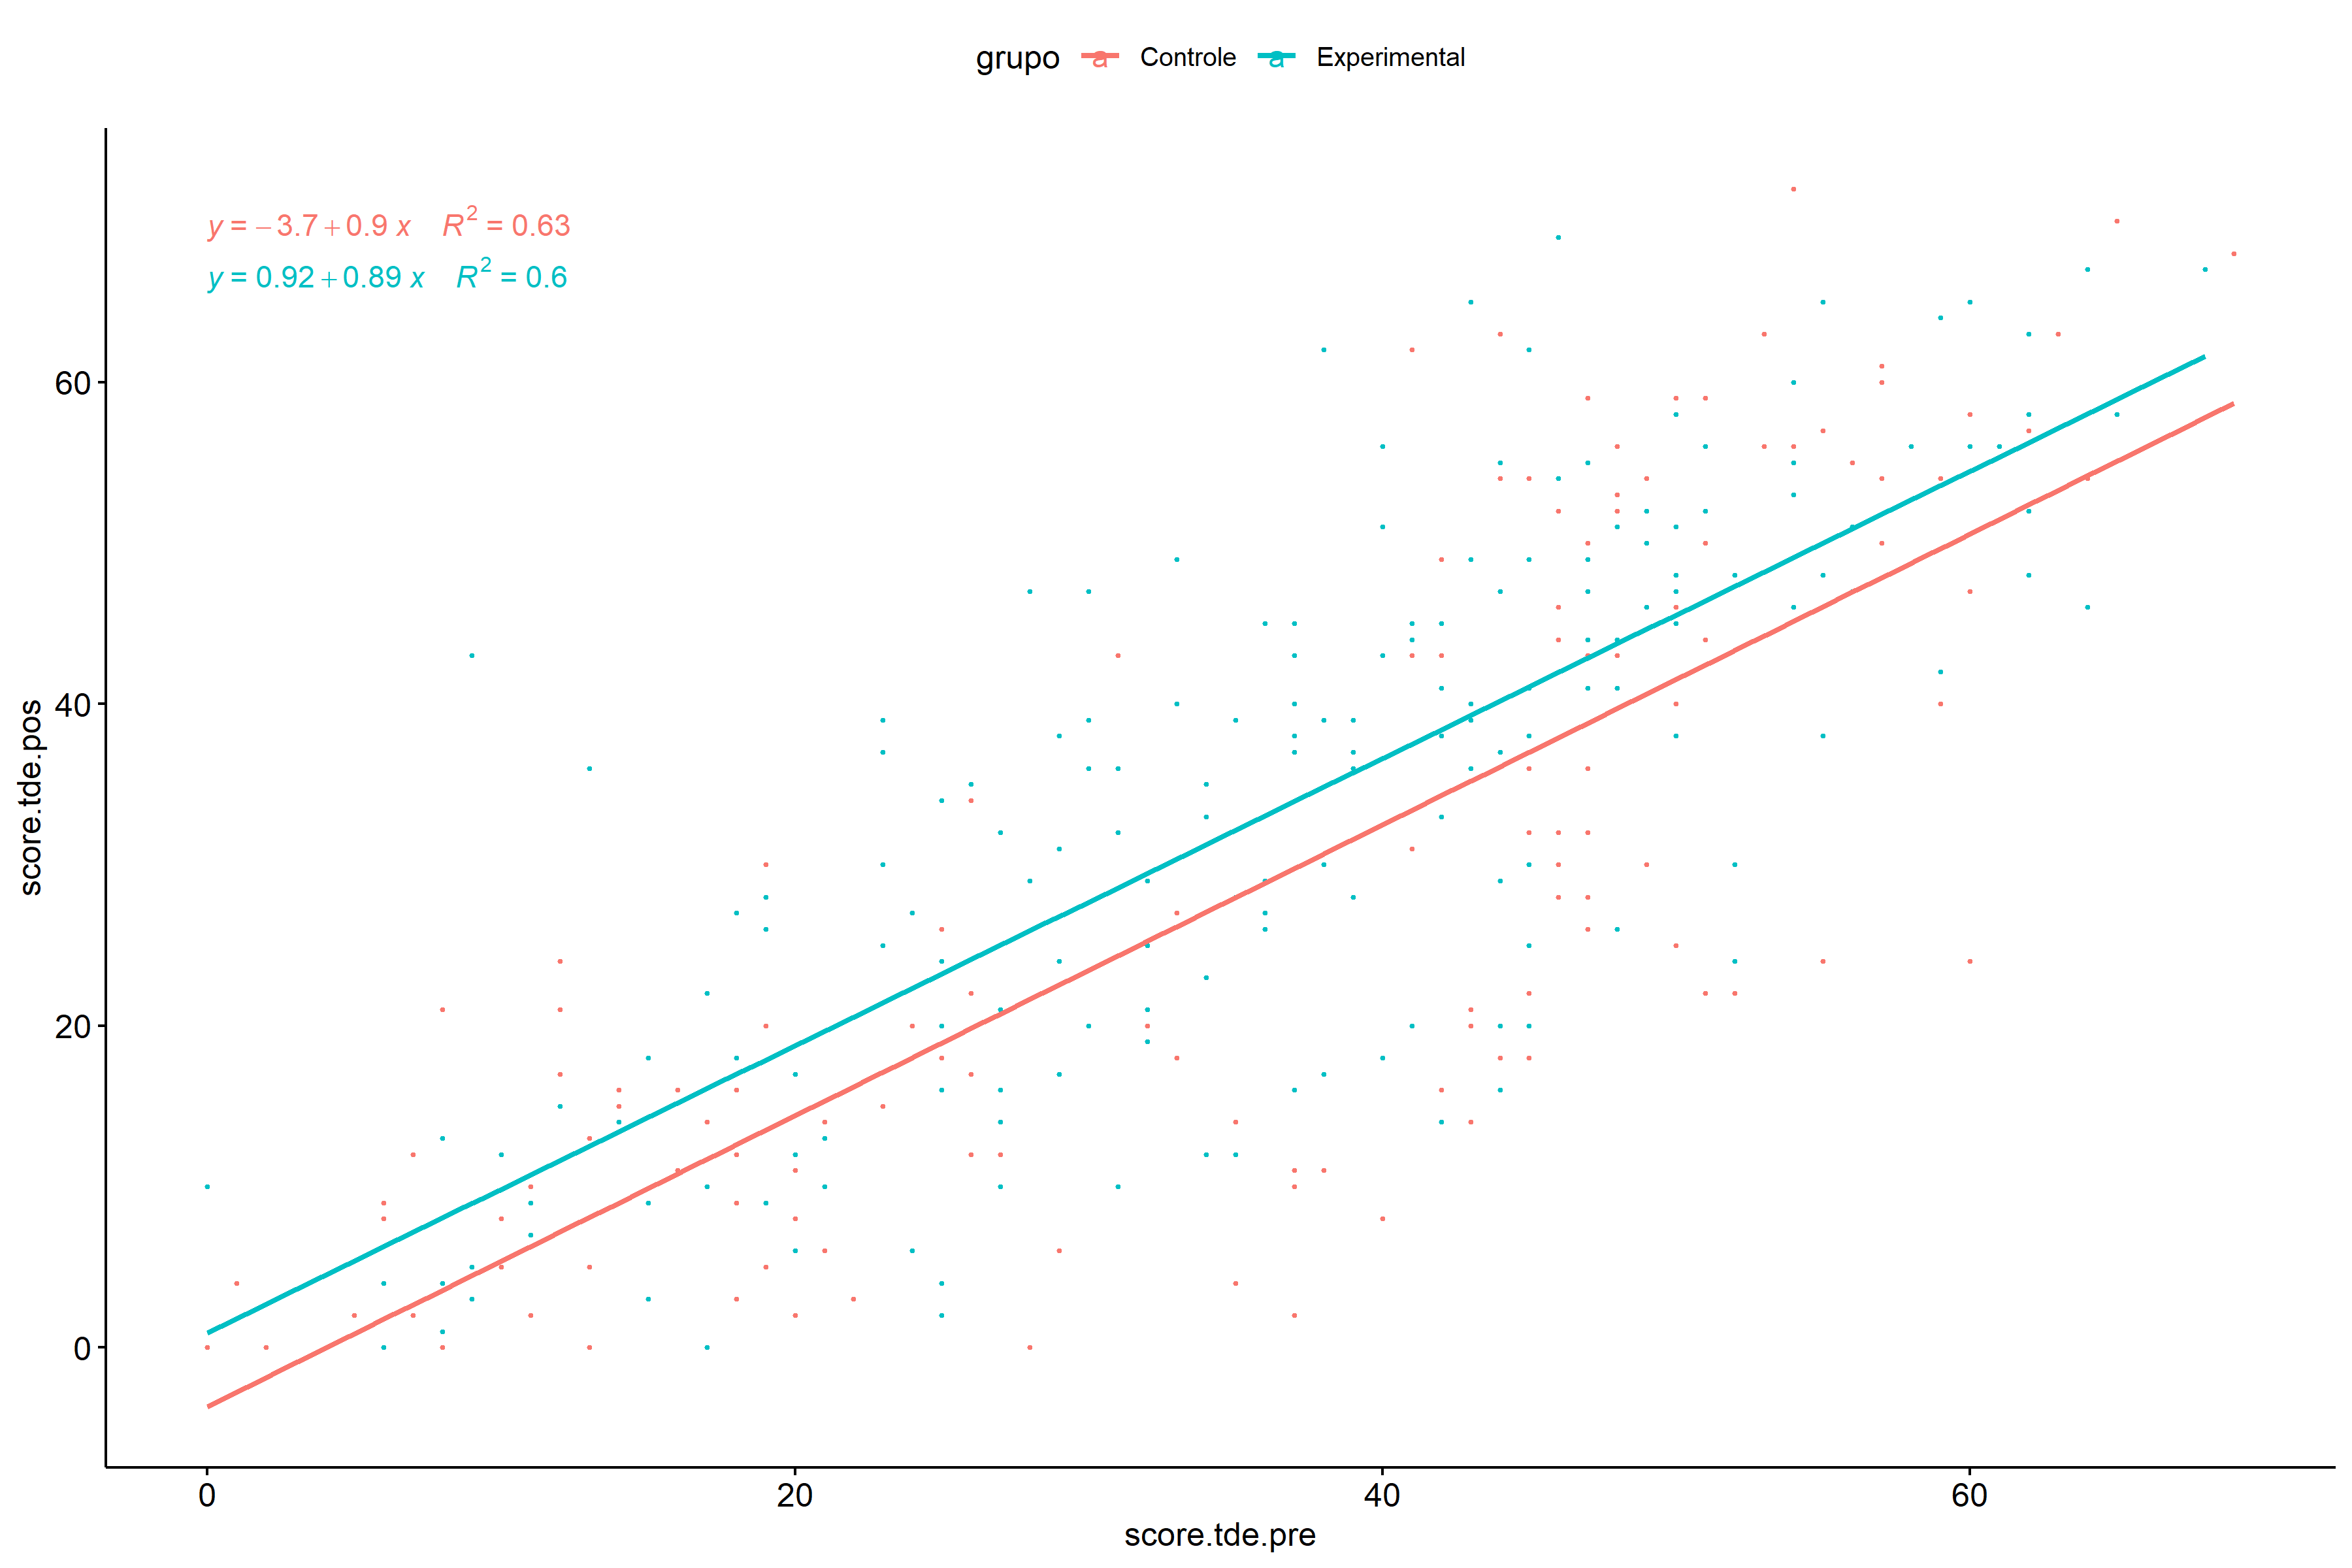 grupo a Controle a Experimental
y = −3.7 + 0.9 x R² = 0.63
y = 0.92 + 0.89 x R² = 0.6
60
40
20
0
score.tde.pos
0 20 40 60
score.tde.pre